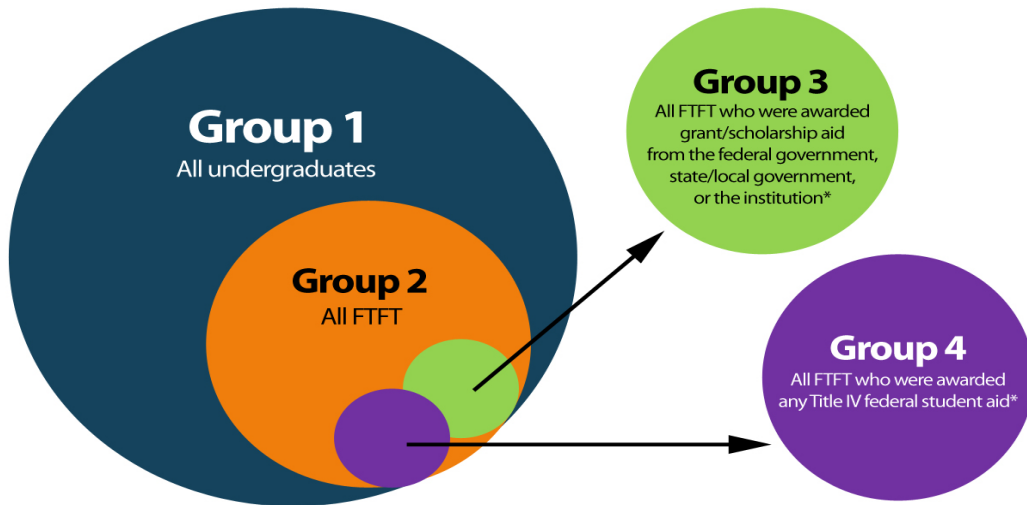 Group 1
All undergraduates
Group 2
All FTFT
Group 3
All FTFT who were awarded
grant/scholarship aid
from the federal government,
state/local government,
or the institution*
Group 4
All FTFT who were awarded
any Title IV federal student aid*